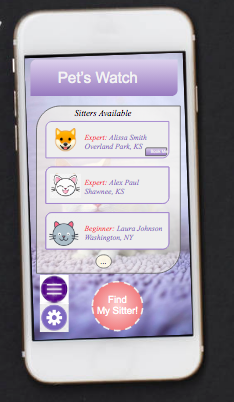 Pet's Watch
Sitters Available
Expert: Alissa Smith
Overland Park, KS
Expert: Alex Paul
Shawnee, KS
Beginner: Laura Johnson
Washington, NY
...
Find
My Sitter!